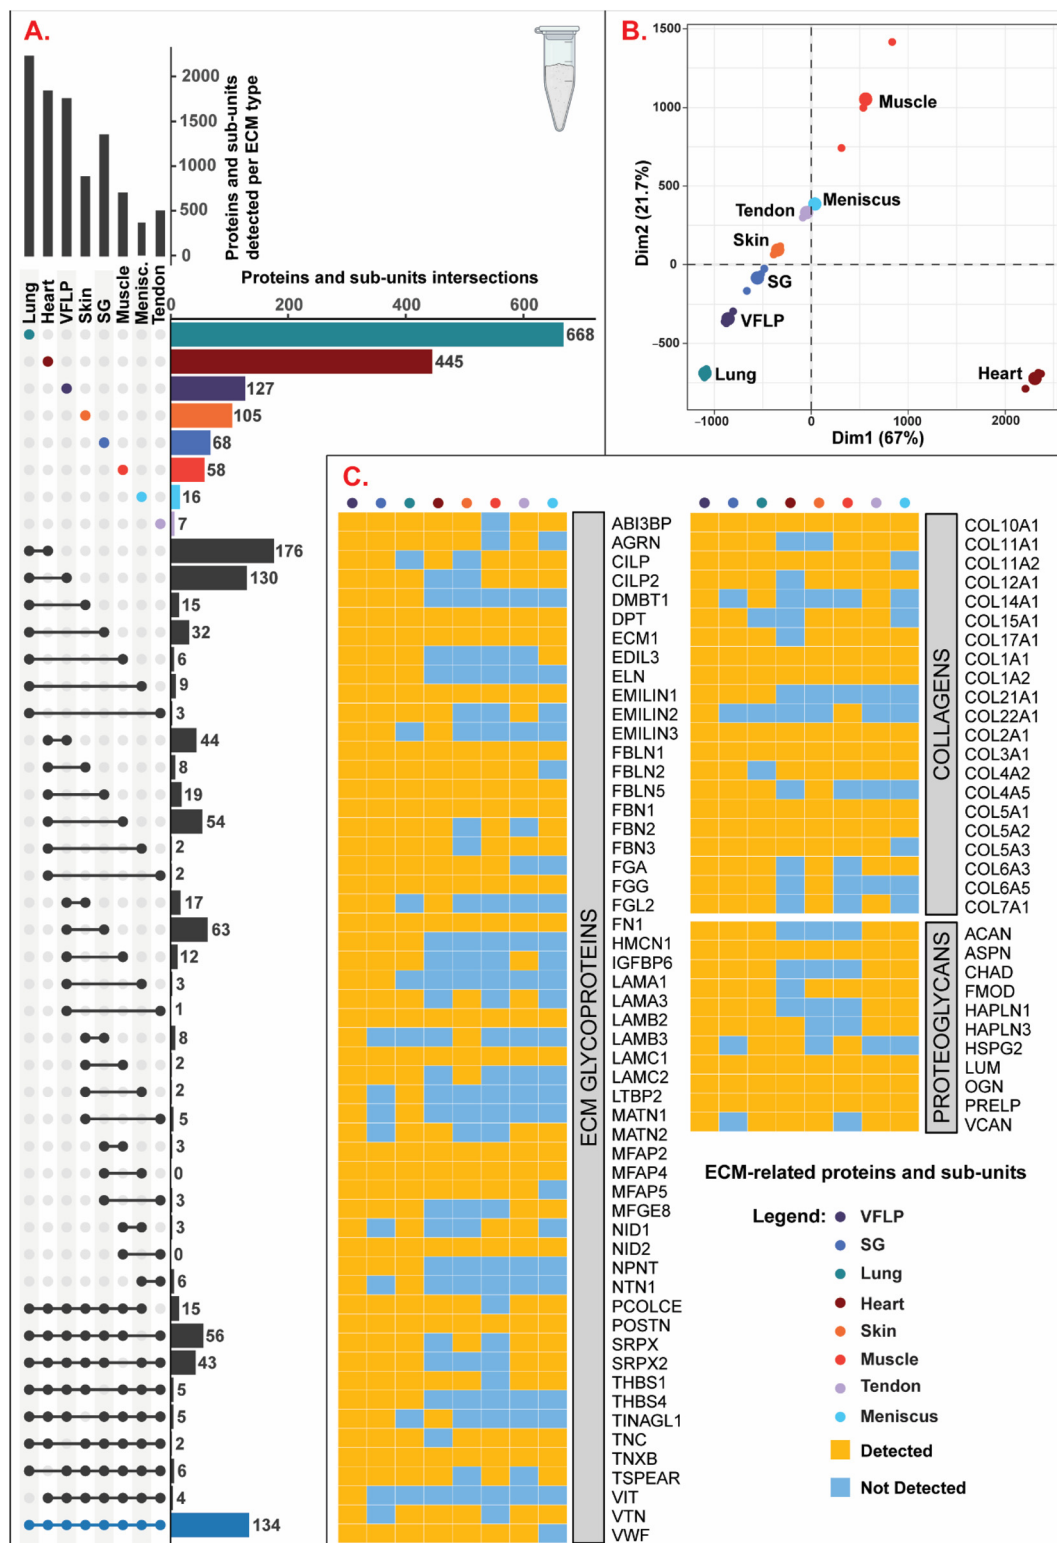 A.
2000
1500
1000
500
0
Proteins and sub-units
detected per ECM type
Proteins and sub-units intersections
Lung
Heart
VFLP
Skin
SG
Muscle
Menisc.
Tendon
0
200
400
600
668
445
127
105
68
58
16
7
176
130
15
32
6
9
3
44
8
19
54
2
2
17
63
12
3
1
8
2
2
5
3
0
3
3
0
6
15
56
43
5
5
2
6
4
134
B.
1500
1000
500
0
−500
Dim2 (21.7%)
Muscle
Meniscus
Tendon
Skin
SG
VFLP
Lung
Heart
−1000
0
1000
2000
Dim1 (67%)
C.
ABI3BP
AGRN
CILP
CILP2
DMBT1
DPT
ECM1
EDIL3
ELN
EMILIN1
EMILIN2
EMILIN3
FBLN1
FBLN2
FBLN5
FBN1
FBN2
FBN3
FGA
FGG
FGL2
FN1
HMCN1
IGFBP6
LAMA1
LAMA3
LAMB2
LAMB3
LAMC1
LAMC2
LTBP2
MATN1
MATN2
MFAP2
MFAP4
MFAP5
MFGE8
NID1
NID2
NPNT
NTN1
PCOLCE
POSTN
SRPX
SRPX2
THBS1
THBS4
TINAGL1
TNC
TNXB
TSPEAR
VIT
VTN
VWF
ECM GLYCOPROTEINS
COL10A1
COL11A1
COL11A2
COL12A1
COL14A1
COL15A1
COL17A1
COL1A1
COL1A2
COL21A1
COL22A1
COL2A1
COL3A1
COL4A2
COL4A5
COL5A1
COL5A2
COL5A3
COL6A3
COL6A5
COL7A1
COLLAGENS
ACAN
ASPN
CHAD
FMOD
HAPLN1
HAPLN3
HSPG2
LUM
OGN
PRELP
VCAN
PROTEOGLYCANS
ECM-related proteins and sub-units
Legend:
VFLP
SG
Lung
Heart
Skin
Muscle
Tendon
Meniscus
Detected
Not Detected